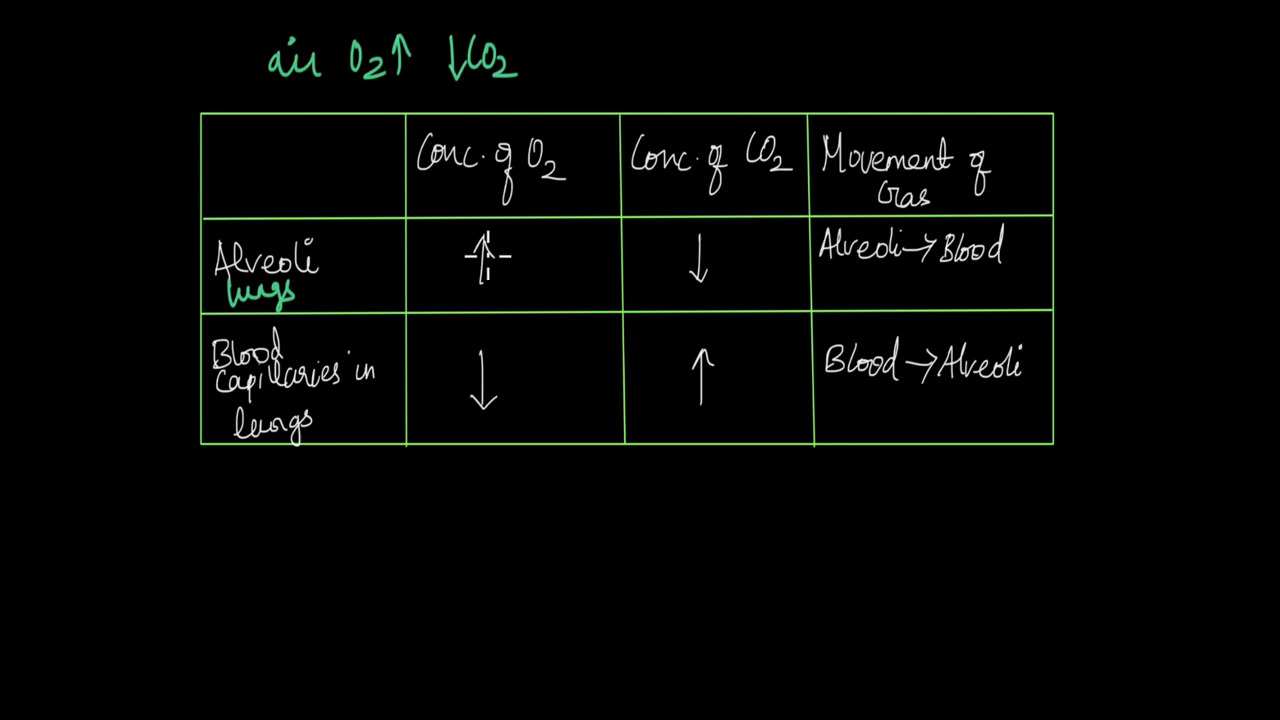 air O2↑ ↓CO2
Conc. of O2
Conc. of CO2
Movement of
Gas
Alveoli
lungs
↑
↓
Alveoli→Blood
Blood
Capillaries in
lungs
↓
↑
Blood→Alveoli